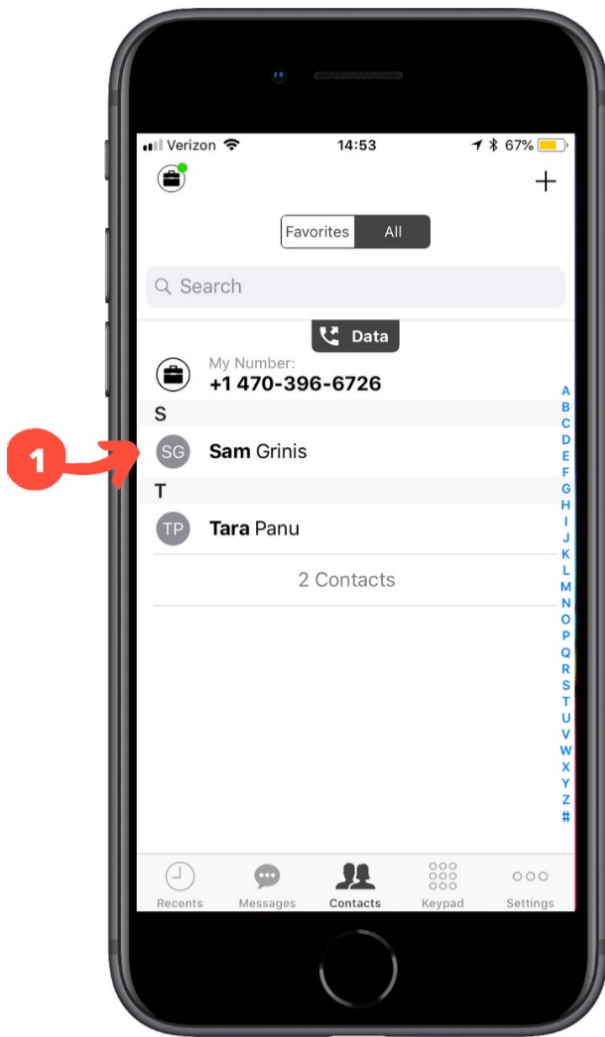 Verizon 14:53 67%
Favorites All
Search
Data
My Number:
+1 470-396-6726
S
1
SG Sam Grinis
T
TP Tara Panu
2 Contacts
A
B
C
D
E
F
G
H
I
J
K
L
M
N
O
P
Q
R
S
T
U
V
W
X
Y
Z
#
Recents Messages Contacts Keypad Settings